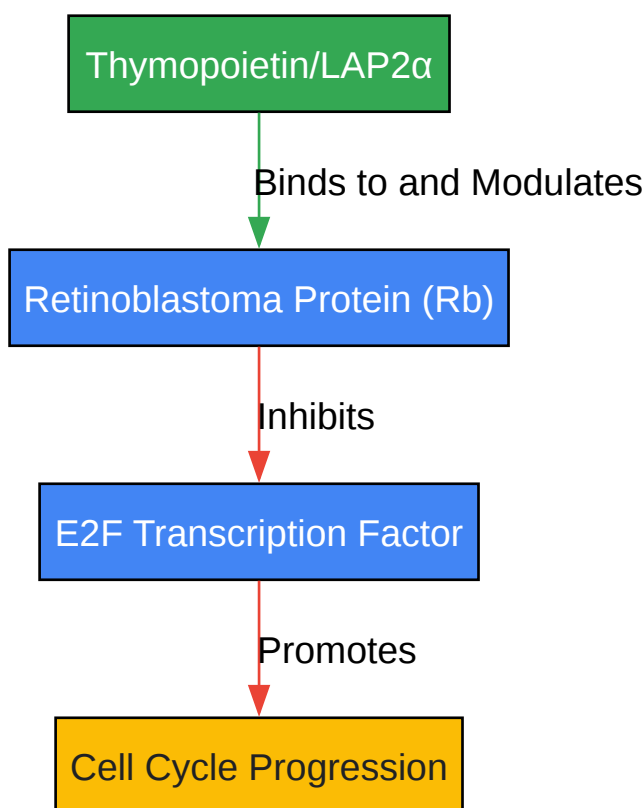 Thymopoietin/LAP2α
Binds to and Modulates
Retinoblastoma Protein (Rb)
Inhibits
E2F Transcription Factor
Promotes
Cell Cycle Progression